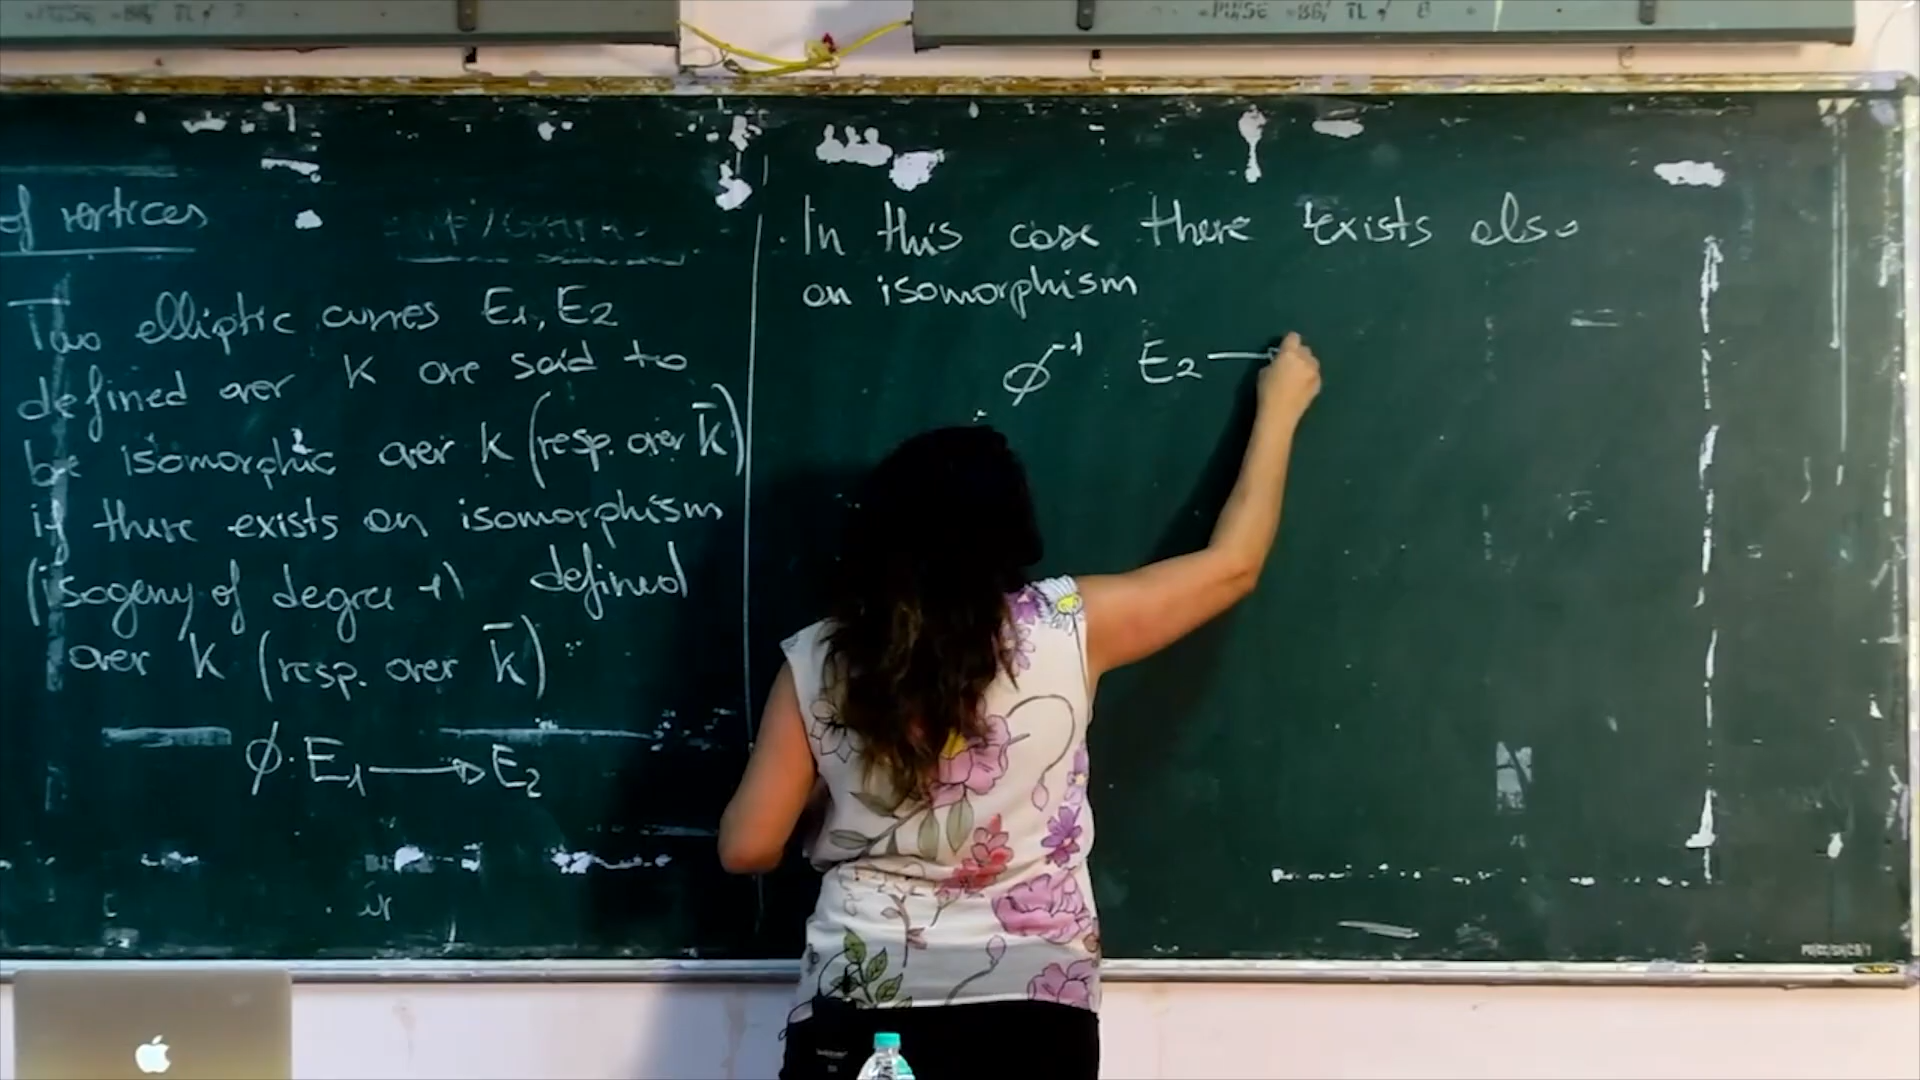 of vertices
Two elliptic curves E1, E2
defined over K are said to
be isomorphic over k (resp. over k̄)
if there exists an isomorphism
(isogeny of degree 1) defined
over k (resp. over k̄)
ϕ: E1 → E2
In this case there exists also
an isomorphism
ϕ⁻¹: E2 →